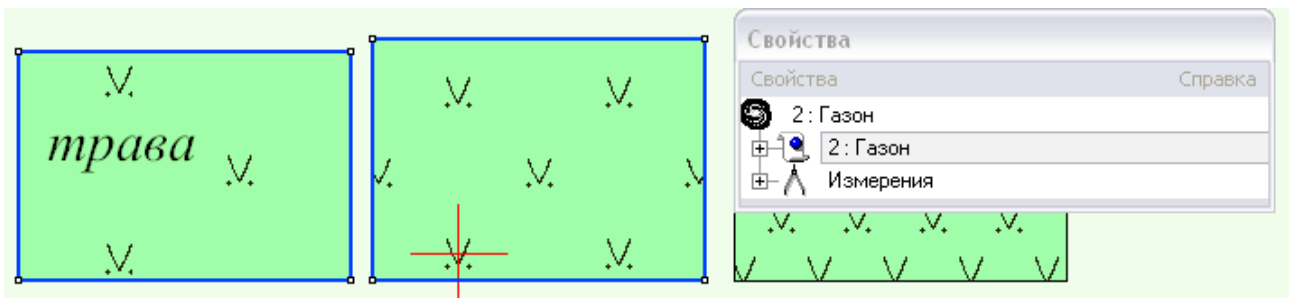 трава
Свойства
Свойства Справка
2 : Газон
2 : Газон
Измерения